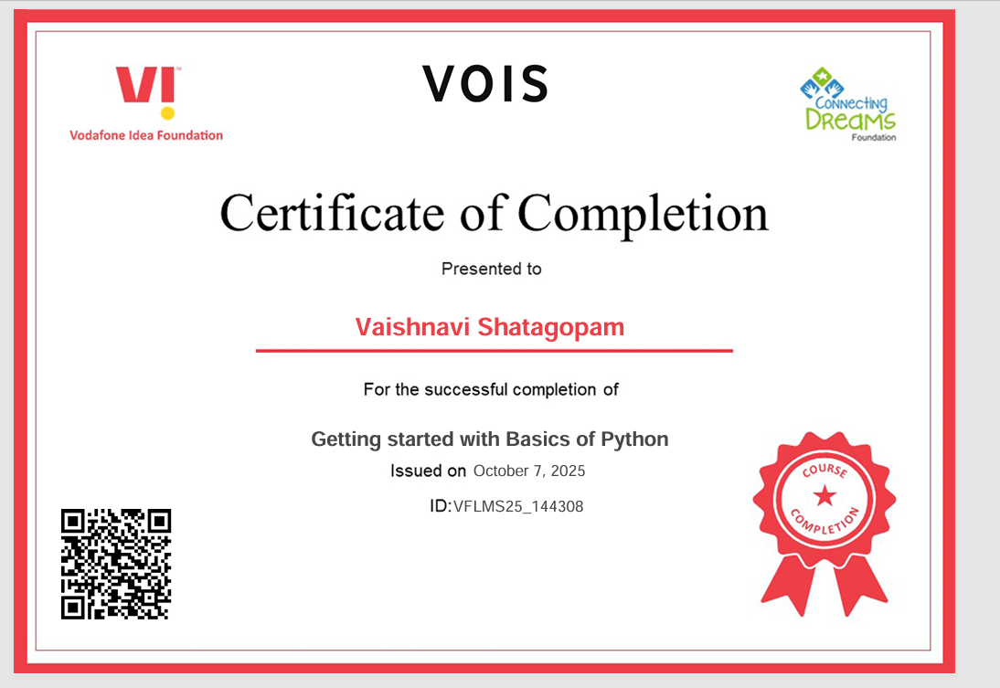 VI™
Vodafone Idea Foundation
VOIS
Connecting
Dreams
Foundation
Certificate of Completion
Presented to
Vaishnavi Shatagopam
For the successful completion of
Getting started with Basics of Python
Issued on October 7, 2025
ID:VFLMS25_144308
COURSE
COMPLETION